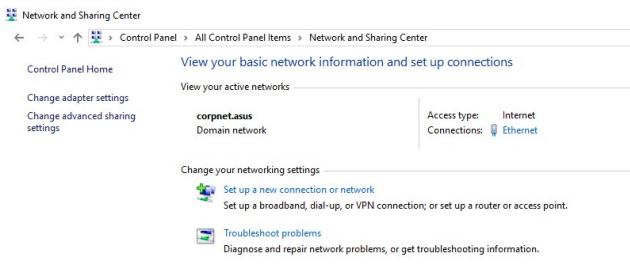 Network and Sharing Center
Control Panel > All Control Panel Items > Network and Sharing Center
Control Panel Home
Change adapter settings
Change advanced sharing
settings
View your basic network information and set up connections
View your active networks
corpnet.asus
Domain network
Access type: Internet
Connections: Ethernet
Change your networking settings
Set up a new connection or network
Set up a broadband, dial-up, or VPN connection; or set up a router or access point.
Troubleshoot problems
Diagnose and repair network problems, or get troubleshooting information.